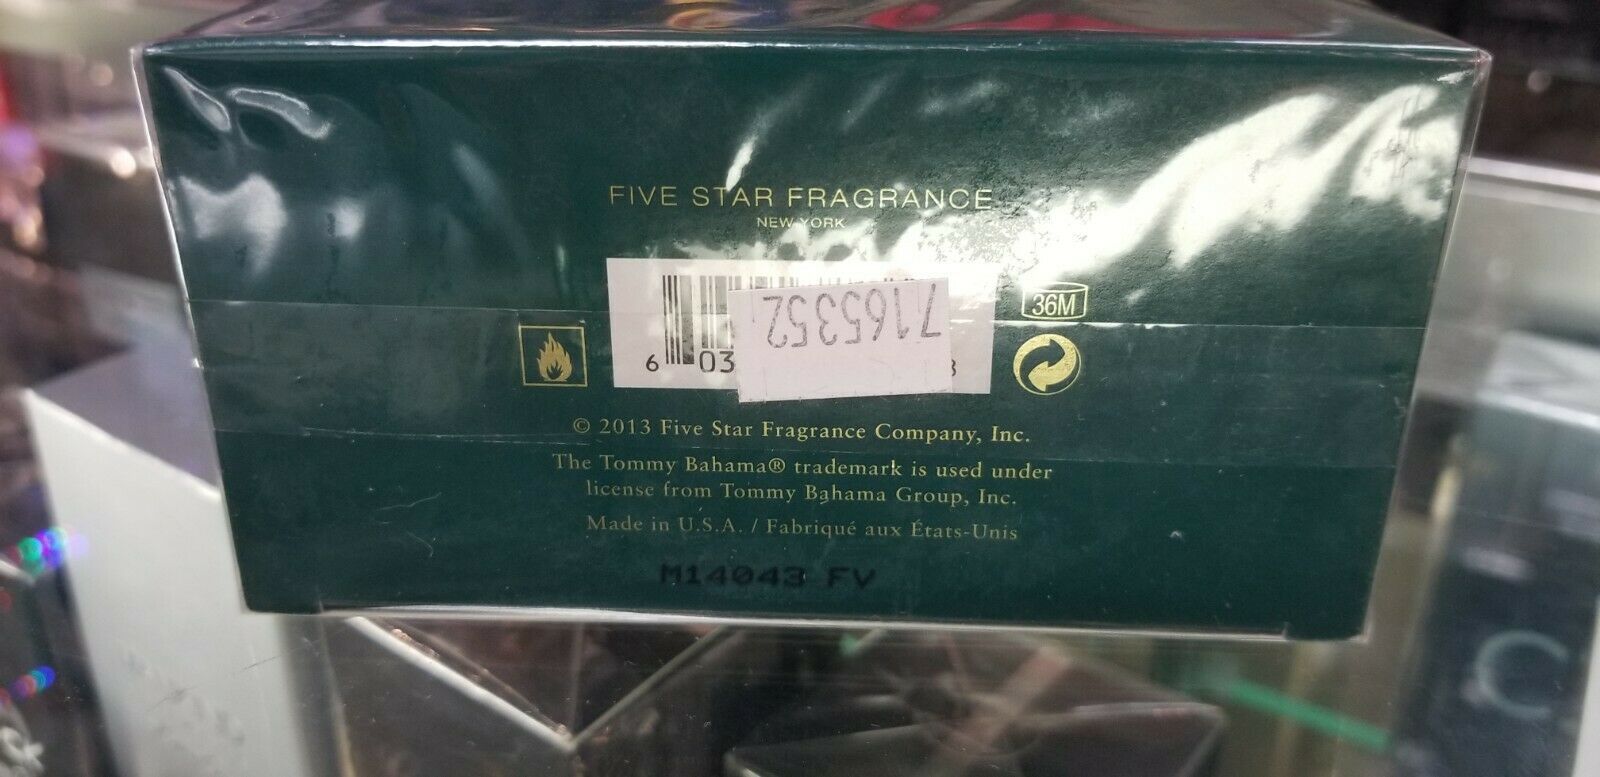 FIVE STAR FRAGRANCE
NEW YORK
7165352
36M
6 03
8
© 2013 Five Star Fragrance Company, Inc.
The Tommy Bahama® trademark is used under
license from Tommy Bahama Group, Inc.
Made in U.S.A. / Fabriqué aux États-Unis
M14043 FV